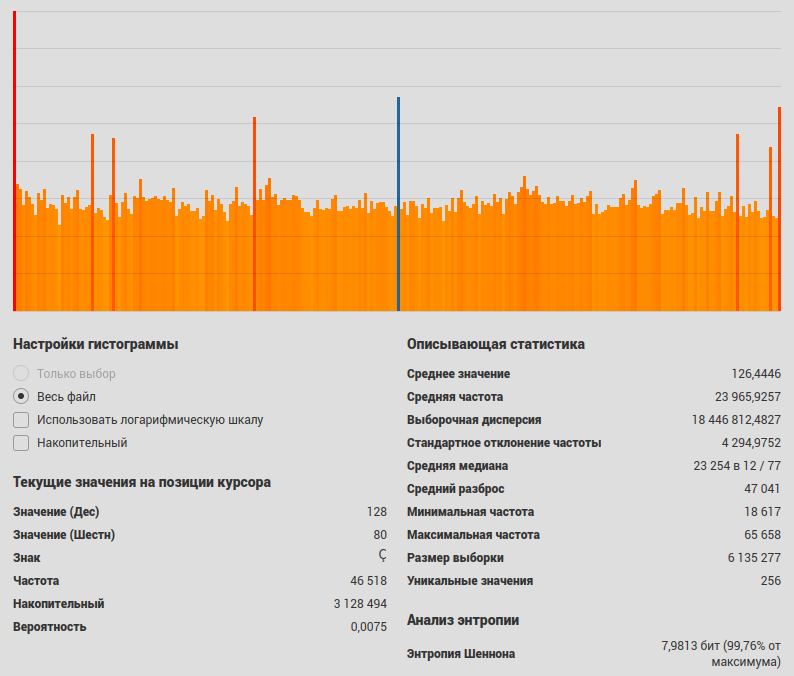 Настройки гистограммы
Только выбор
Весь файл
Использовать логарифмическую шкалу
Накопительный
Текущие значения на позиции курсора
Значение (Дес) 128
Значение (Шестн) 80
Знак Ç
Частота 46 518
Накопительный 3 128 494
Вероятность 0,0075
Описывающая статистика
Среднее значение 126,4446
Средняя частота 23 965,9257
Выборочная дисперсия 18 446 812,4827
Стандартное отклонение частоты 4 294,9752
Средняя медиана 23 254 в 12 / 77
Средний разброс 47 041
Минимальная частота 18 617
Максимальная частота 65 658
Размер выборки 6 135 277
Уникальные значения 256
Анализ энтропии
Энтропия Шеннона 7,9813 бит (99,76% от
максимума)